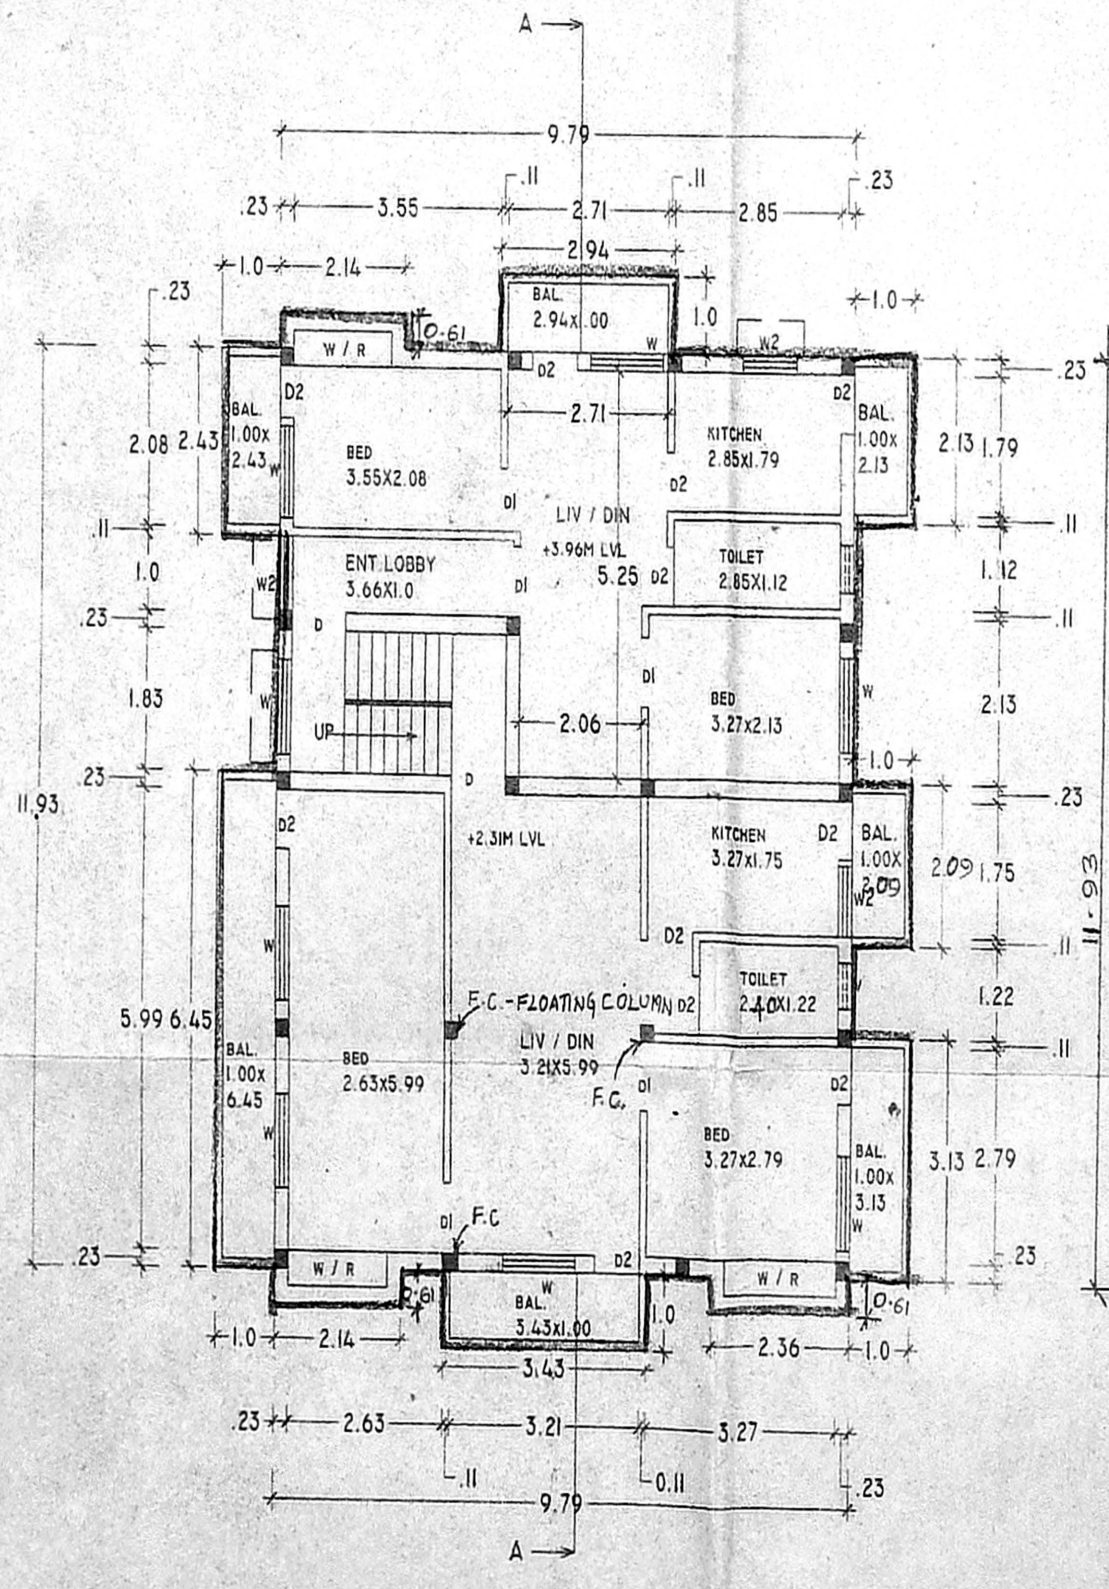 A
9.79
.11
.11
.23
.23
3.55
2.71
2.85
2.94
1.0
2.14
.23
0.61
BAL.
2.94x1.00
1.0
1.0
W / R
D2
W
W2
.23
D2
D2
2.71
BAL.
1.00x
2.43
W
BED
3.55X2.08
KITCHEN
2.85X1.79
BAL.
1.00x
2.13
2.08
2.43
2.13
1.79
D1
D2
LIV / DIN
+3.96M LVL
5.25
.11
.11
ENT.LOBBY
3.66X1.0
D1
D2
TOILET
2.85X1.12
1.0
W2
1.12
.23
D
.11
1.83
W
UP
2.06
D1
BED
3.27x2.13
W
2.13
1.0
.23
D
.23
11.93
D2
+2.31M LVL
KITCHEN
3.27x1.75
D2
BAL.
1.00X
2.09
W2
2.09
1.75
11.93
W
D2
.11
TOILET
2.40X1.22
1.22
5.99
6.45
F.C.-FLOATING COLUMN
D2
LIV / DIN
3.21X5.99
.11
BAL.
1.00X
6.45
BED
2.63X5.99
F.C.
D1
D2
W
BED
3.27X2.79
BAL.
1.00X
3.13
W
3.13
2.79
D1
F.C
.23
D2
.23
W / R
0.61
W
BAL.
3.43X1.00
1.0
W / R
0.61
1.0
2.14
3.43
2.36
1.0
.23
2.63
3.21
3.27
.11
0.11
.23
9.79
A